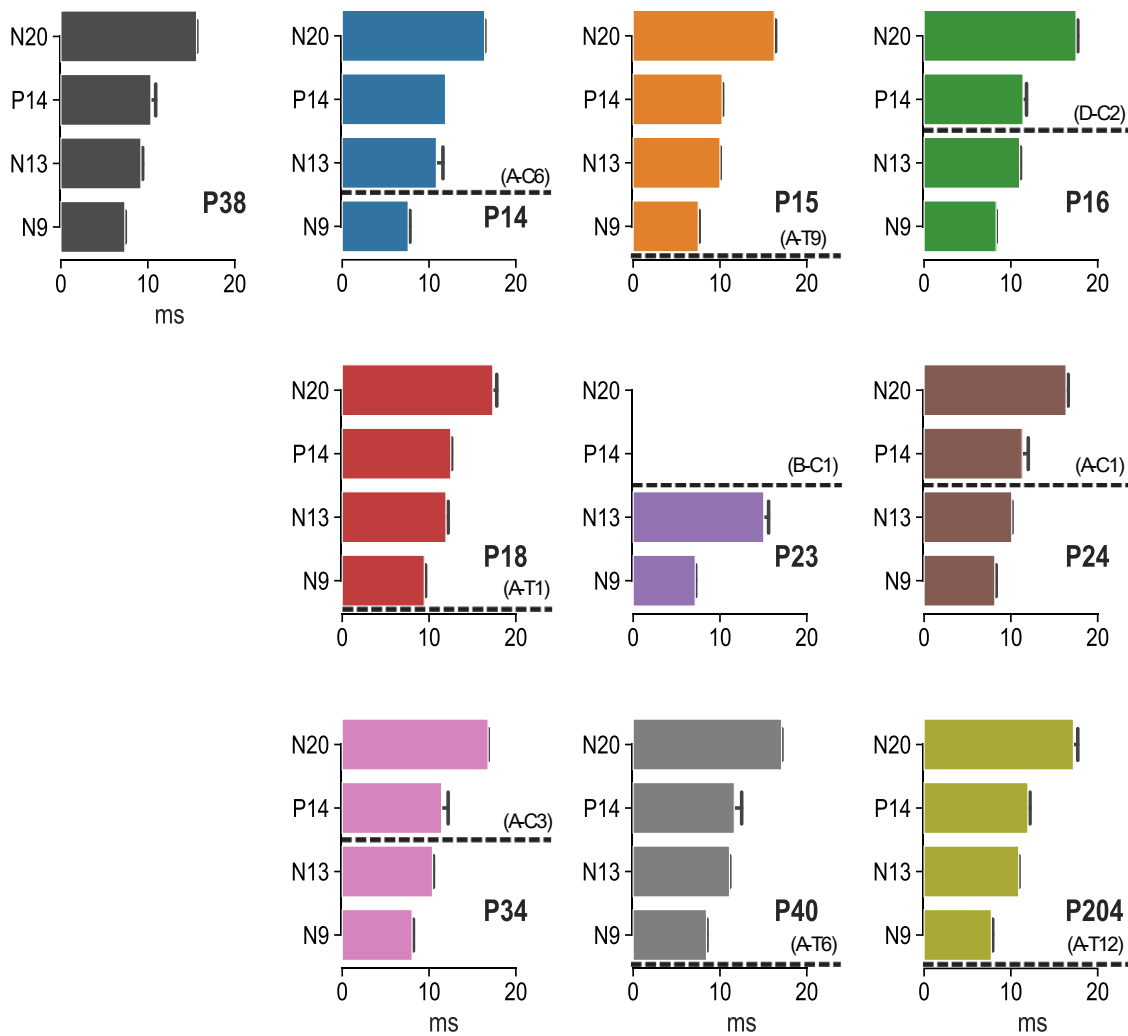 N20
P14
N13
N9
P38
0 10 20
ms
N20
P14
N13
(A-C6)
P14
N9
0 10 20
N20
P14
N13
P15
N9
(A-T9)
0 10 20
N20
P14
(D-C2)
N13
P16
N9
0 10 20
N20
P14
N13
P18
N9
(A-T1)
0 10 20
N20
P14
(B-C1)
N13
P23
N9
0 10 20
N20
P14
(A-C1)
N13
P24
N9
0 10 20
N20
P14
(A-C3)
N13
P34
N9
0 10 20
ms
N20
P14
N13
P40
N9
(A-T6)
0 10 20
ms
N20
P14
N13
P204
N9
(A-T12)
0 10 20
ms